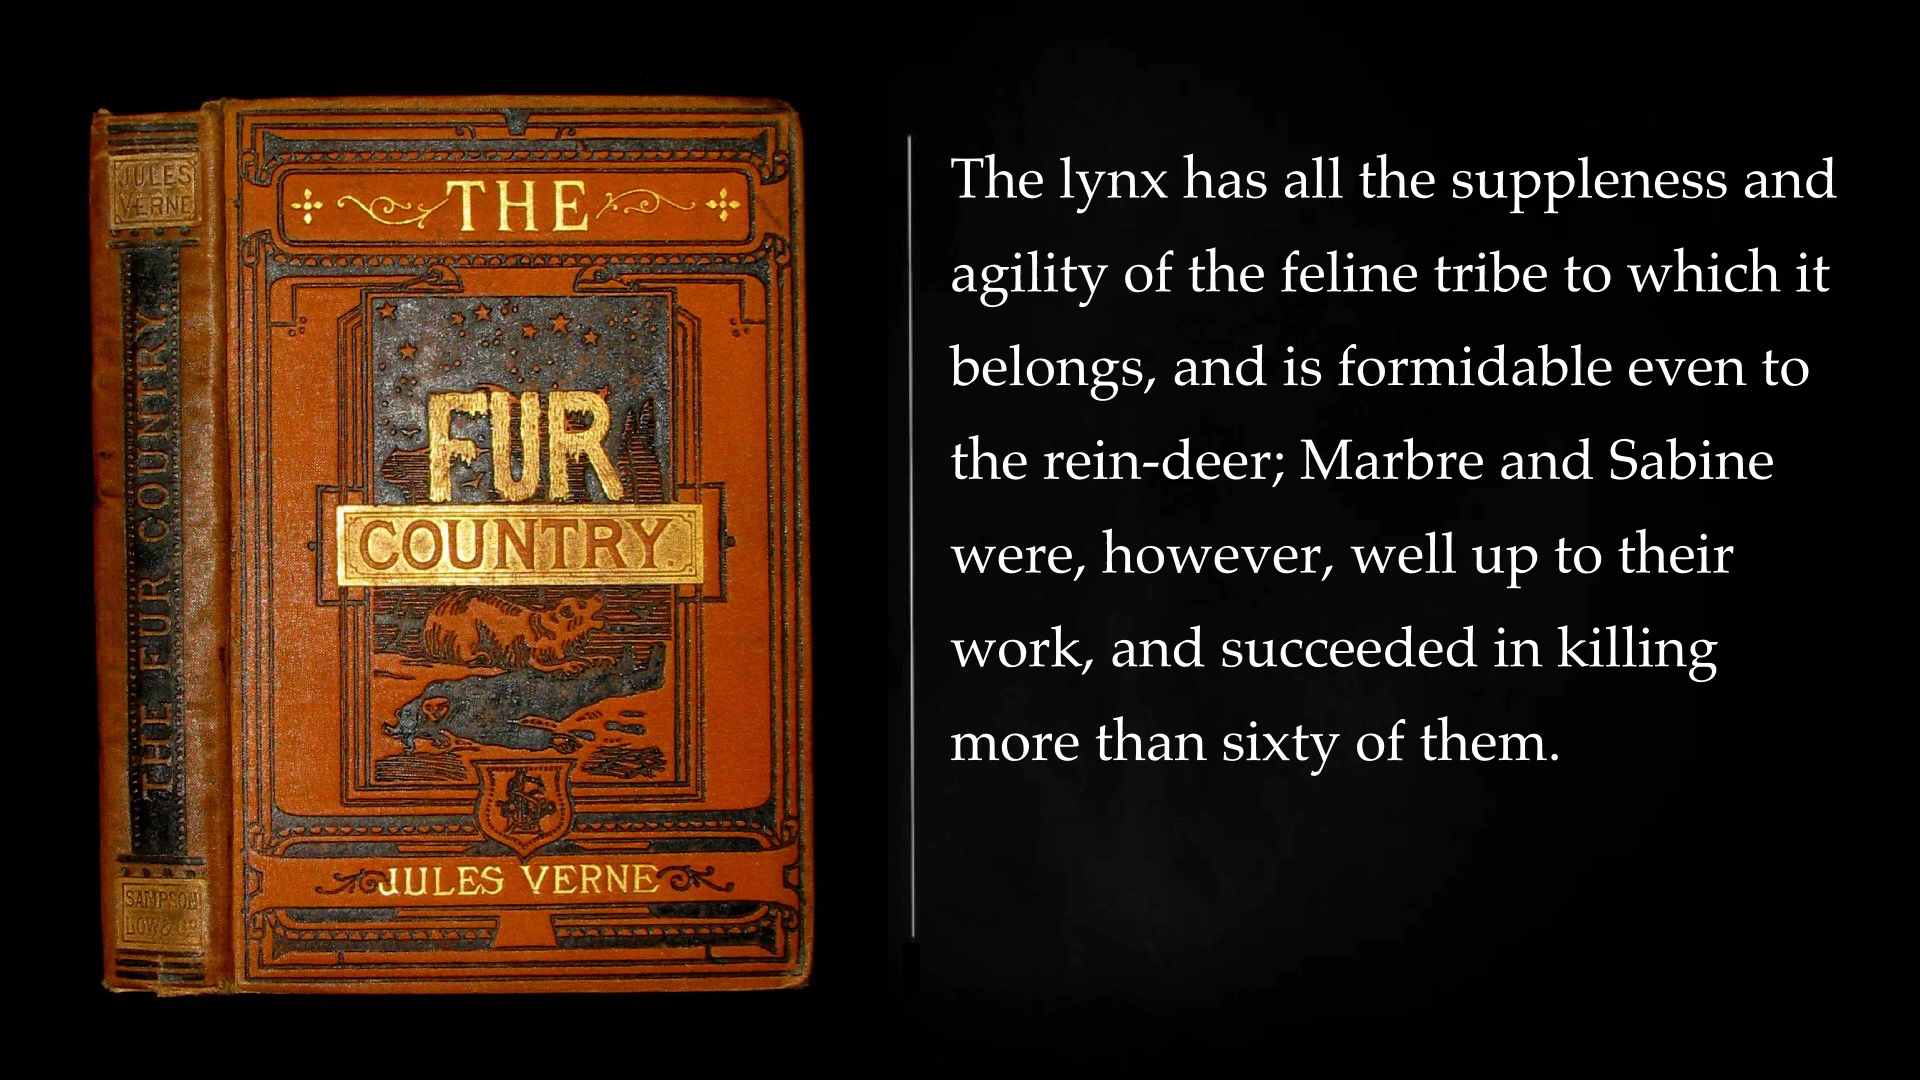 JULES
VERNE
THE FUR COUNTRY.
SAMPSON
LOW & Co
THE
FUR
COUNTRY.
JULES VERNE
The lynx has all the suppleness and
agility of the feline tribe to which it
belongs, and is formidable even to
the rein-deer; Marbre and Sabine
were, however, well up to their
work, and succeeded in killing
more than sixty of them.